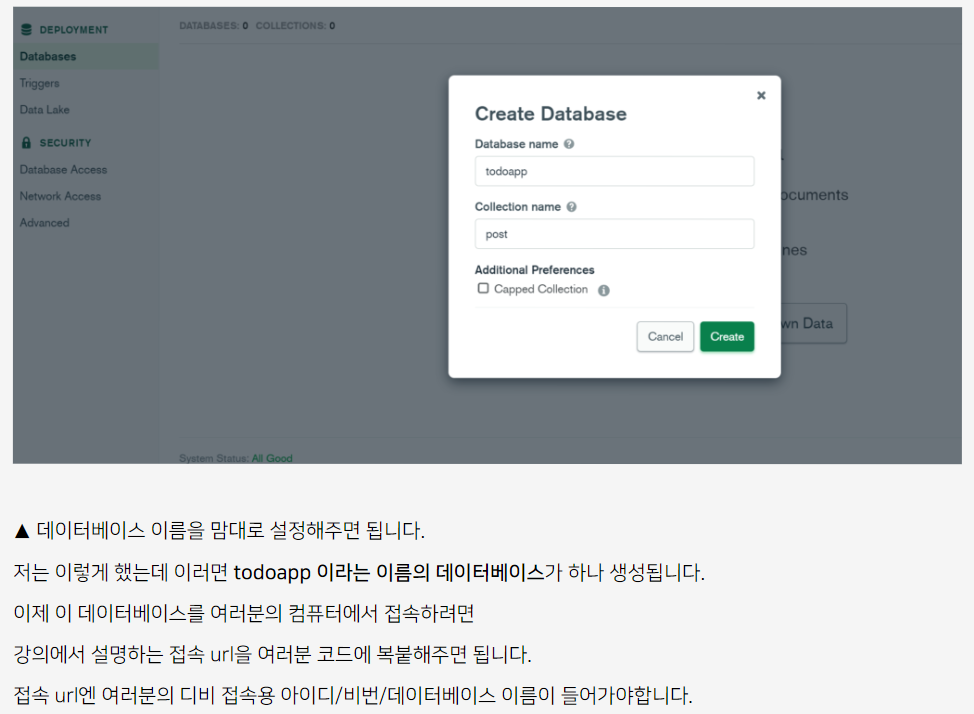 DEPLOYMENT
DATABASES: 0 COLLECTIONS: 0
Databases
Triggers
Data Lake
SECURITY
Database Access
Network Access
Advanced
Create Database
Database name
todoapp
Collection name
post
Additional Preferences
Capped Collection
Cancel
Create
ocuments
nes
wn Data
System Status: All Good
▲ 데이터베이스 이름을 맘대로 설정해주면 됩니다.
저는 이렇게 했는데 이러면 todoapp 이라는 이름의 데이터베이스가 하나 생성됩니다.
이제 이 데이터베이스를 여러분의 컴퓨터에서 접속하려면
강의에서 설명하는 접속 url을 여러분 코드에 복붙해주면 됩니다.
접속 url엔 여러분의 디비 접속용 아이디/비번/데이터베이스 이름이 들어가야합니다.